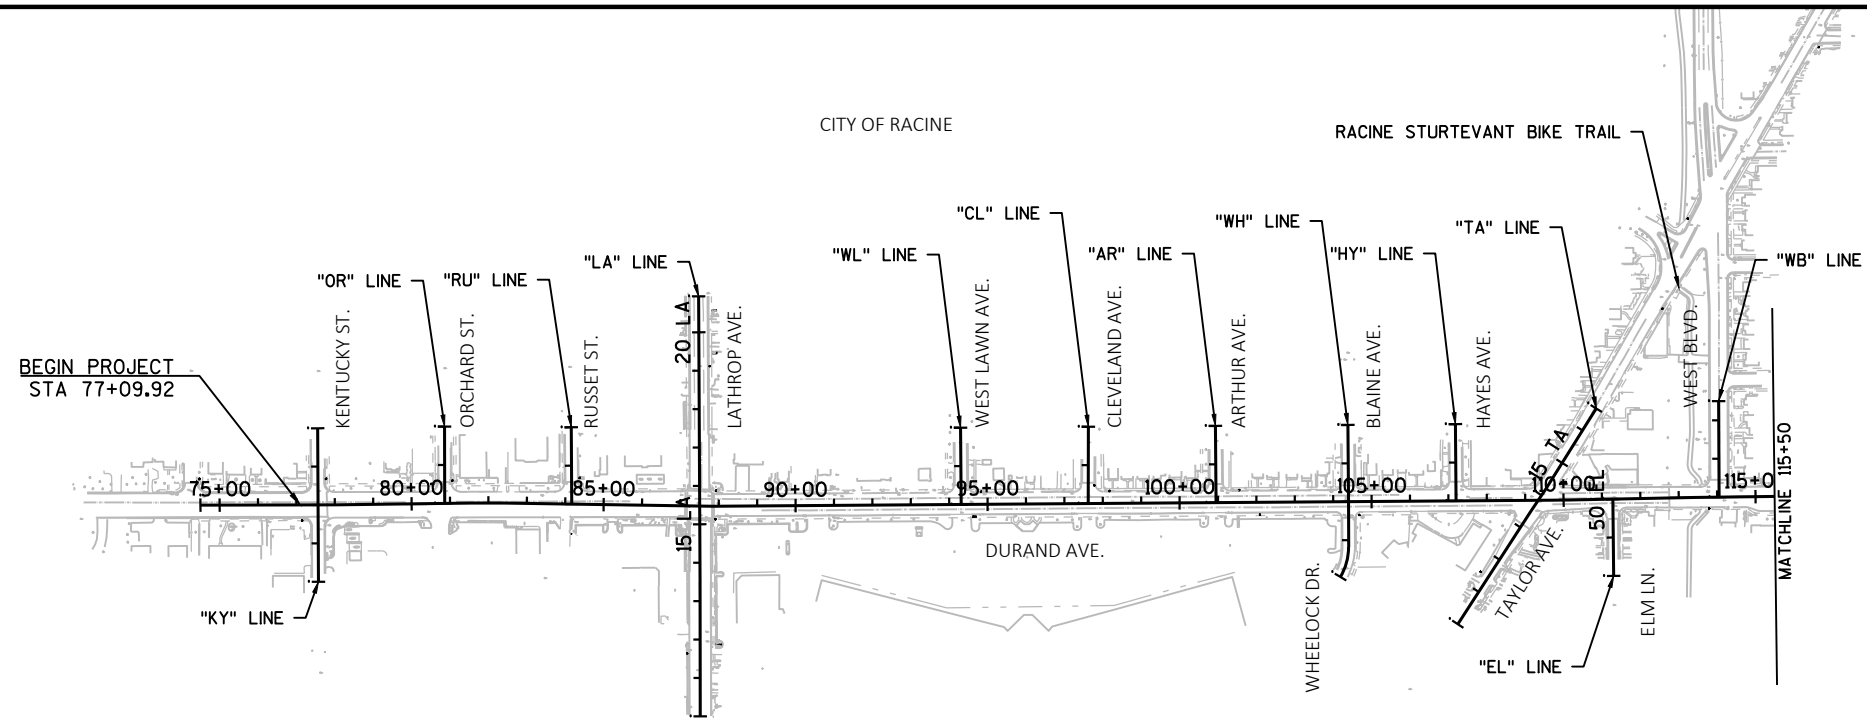 CITY OF RACINE
RACINE STURTEVANT BIKE TRAIL
"CL" LINE
"WH" LINE
"TA" LINE
"WL" LINE
"AR" LINE
"HY" LINE
"LA" LINE
"WB" LINE
"OR" LINE
"RU" LINE
BEGIN PROJECT
STA 77+09.92
KENTUCKY ST.
ORCHARD ST.
RUSSET ST.
20 LA
LATHROP AVE.
WEST LAWN AVE.
CLEVELAND AVE.
ARTHUR AVE.
BLAINE AVE.
HAYES AVE.
WEST BLVD.
15 TA
75+00
80+00
85+00
90+00
95+00
100+00
105+00
110+00
115+0
15 LA
50 EL
MATCHLINE 115+50
DURAND AVE.
WHEELOCK DR.
TAYLOR AVE.
ELM LN.
"KY" LINE
"EL" LINE